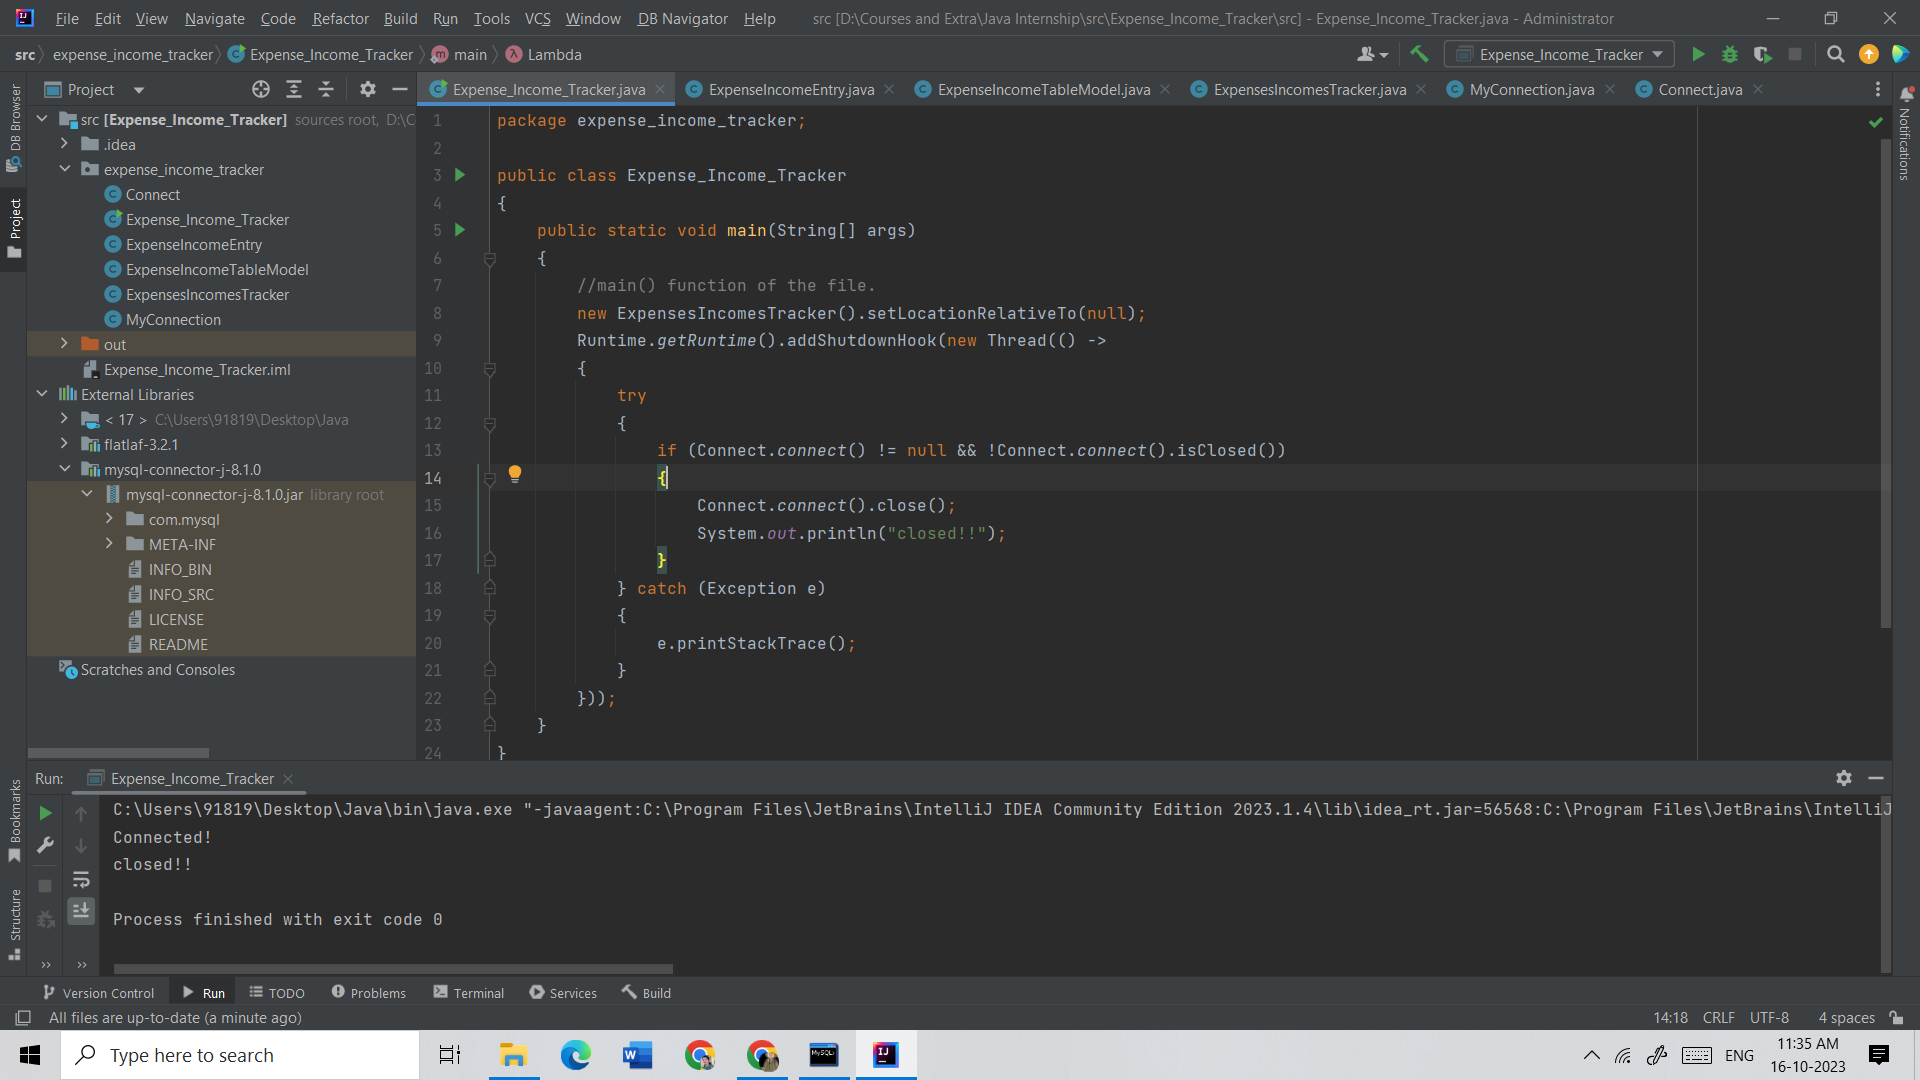 File Edit View Navigate Code Refactor Build Run Tools VCS Window DB Navigator Help src [D:\Courses and Extra\Java Internship\src\Expense_Income_Tracker\src] - Expense_Income_Tracker.java - Administrator
src expense_income_tracker Expense_Income_Tracker main Lambda Expense_Income_Tracker
Project
Expense_Income_Tracker.java ExpenseIncomeEntry.java ExpenseIncomeTableModel.java ExpensesIncomesTracker.java MyConnection.java Connect.java
DB Browser
Project
Bookmarks
Structure
Notifications
src [Expense_Income_Tracker] sources root, D:\C
.idea
expense_income_tracker
Connect
Expense_Income_Tracker
ExpenseIncomeEntry
ExpenseIncomeTableModel
ExpensesIncomesTracker
MyConnection
out
Expense_Income_Tracker.iml
External Libraries
< 17 > C:\Users\91819\Desktop\Java
flatlaf-3.2.1
mysql-connector-j-8.1.0
mysql-connector-j-8.1.0.jar library root
com.mysql
META-INF
INFO_BIN
INFO_SRC
LICENSE
README
Scratches and Consoles
1 package expense_income_tracker;
2
3 public class Expense_Income_Tracker
4 {
5 public static void main(String[] args)
6 {
7 //main() function of the file.
8 new ExpensesIncomesTracker().setLocationRelativeTo(null);
9 Runtime.getRuntime().addShutdownHook(new Thread(() ->
10 {
11 try
12 {
13 if (Connect.connect() != null && !Connect.connect().isClosed())
14 {
15 Connect.connect().close();
16 System.out.println("closed!!");
17 }
18 } catch (Exception e)
19 {
20 e.printStackTrace();
21 }
22 }));
23 }
24 }
Run: Expense_Income_Tracker
C:\Users\91819\Desktop\Java\bin\java.exe "-javaagent:C:\Program Files\JetBrains\IntelliJ IDEA Community Edition 2023.1.4\lib\idea_rt.jar=56568:C:\Program Files\JetBrains\IntelliJ
Connected!
closed!!
Process finished with exit code 0
Version Control Run TODO Problems Terminal Services Build
All files are up-to-date (a minute ago) 14:18 CRLF UTF-8 4 spaces
Type here to search
ENG
11:35 AM
16-10-2023